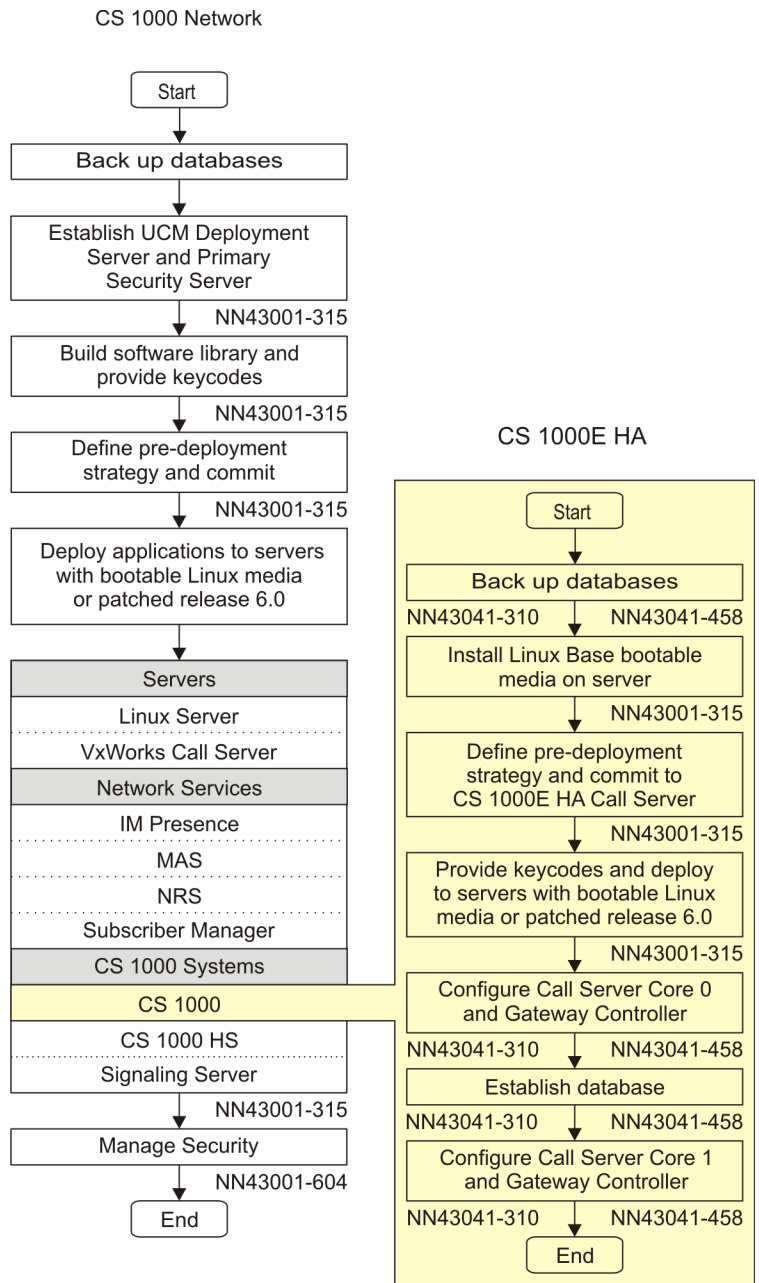 CS 1000 Network
Start
Back up databases
Establish UCM Deployment
Server and Primary
Security Server
NN43001-315
Build software library and
provide keycodes
NN43001-315
Define pre-deployment
strategy and commit
NN43001-315
Deploy applications to servers
with bootable Linux media
or patched release 6.0
Servers
Linux Server
VxWorks Call Server
Network Services
IM Presence
MAS
NRS
Subscriber Manager
CS 1000 Systems
CS 1000
CS 1000 HS
Signaling Server
NN43001-315
Manage Security
NN43001-604
End
CS 1000E HA
Start
Back up databases
NN43041-310 NN43041-458
Install Linux Base bootable
media on server
NN43001-315
Define pre-deployment
strategy and commit to
CS 1000E HA Call Server
NN43001-315
Provide keycodes and deploy
to servers with bootable Linux
media or patched release 6.0
NN43001-315
Configure Call Server Core 0
and Gateway Controller
NN43041-310 NN43041-458
Establish database
NN43041-310 NN43041-458
Configure Call Server Core 1
and Gateway Controller
NN43041-310 NN43041-458
End